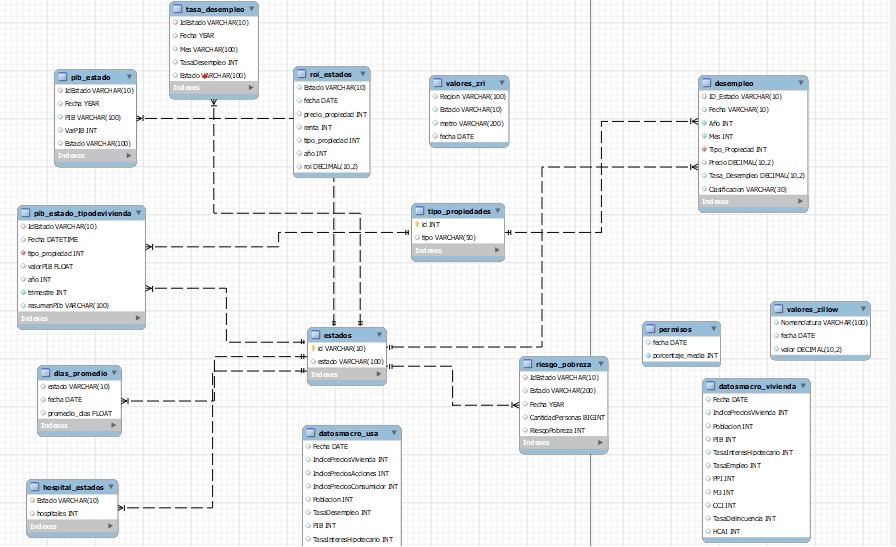 tasa_desempleo
IdEstado VARCHAR(10)
Fecha YEAR
Mes VARCHAR(100)
TasaDesempleo INT
Estado VARCHAR(100)
Indexes
pib_estado
IdEstado VARCHAR(10)
Fecha YEAR
PIB VARCHAR(100)
VarPIB INT
Estado VARCHAR(100)
Indexes
roi_estados
Estado VARCHAR(10)
fecha DATE
precio_propiedad INT
renta INT
tipo_propiedad INT
año INT
roi DECIMAL(10,2)
valores_zri
Region VARCHAR(100)
Estado VARCHAR(10)
metro VARCHAR(200)
fecha DATE
desempleo
ID_Estado VARCHAR(10)
Fecha VARCHAR(10)
Año INT
Mes INT
Tipo_Propiedad INT
Precio DECIMAL(10,2)
Tasa_Desempleo DECIMAL(10,2)
Clasificacion VARCHAR(30)
Indexes
pib_estado_tipodevivienda
IdEstado VARCHAR(10)
Fecha DATETIME
tipo_propiedad INT
valorPIB FLOAT
año INT
trimestre INT
resumenPib VARCHAR(100)
Indexes
tipo_propiedades
id INT
tipo VARCHAR(50)
Indexes
estados
id VARCHAR(10)
estado VARCHAR(100)
Indexes
permisos
fecha DATE
porcentaje_media INT
valores_zillow
Nomenclatura VARCHAR(100)
fecha DATE
valor DECIMAL(10,2)
dias_promedio
estado VARCHAR(10)
fecha DATE
promedio_dias FLOAT
Indexes
riesgo_pobreza
IdEstado VARCHAR(10)
Estado VARCHAR(200)
Fecha YEAR
CantidadPersonas BIGINT
RiesgoPobreza INT
Indexes
datosmacro_vivienda
Fecha DATE
IndicePreciosVivienda INT
Poblacion INT
PIB INT
TasaInteresHipotecario INT
TasaEmpleo INT
PPI INT
M3 INT
CCI INT
TasaDelincuencia INT
HCAI INT
datosmacro_usa
Fecha DATE
IndicePreciosVivienda INT
IndicePreciosAcciones INT
IndicePreciosConsumidor INT
Poblacion INT
TasaDesempleo INT
PIB INT
TasaInteresHipotecario INT
hospital_estados
Estado VARCHAR(10)
hospitales INT
Indexes